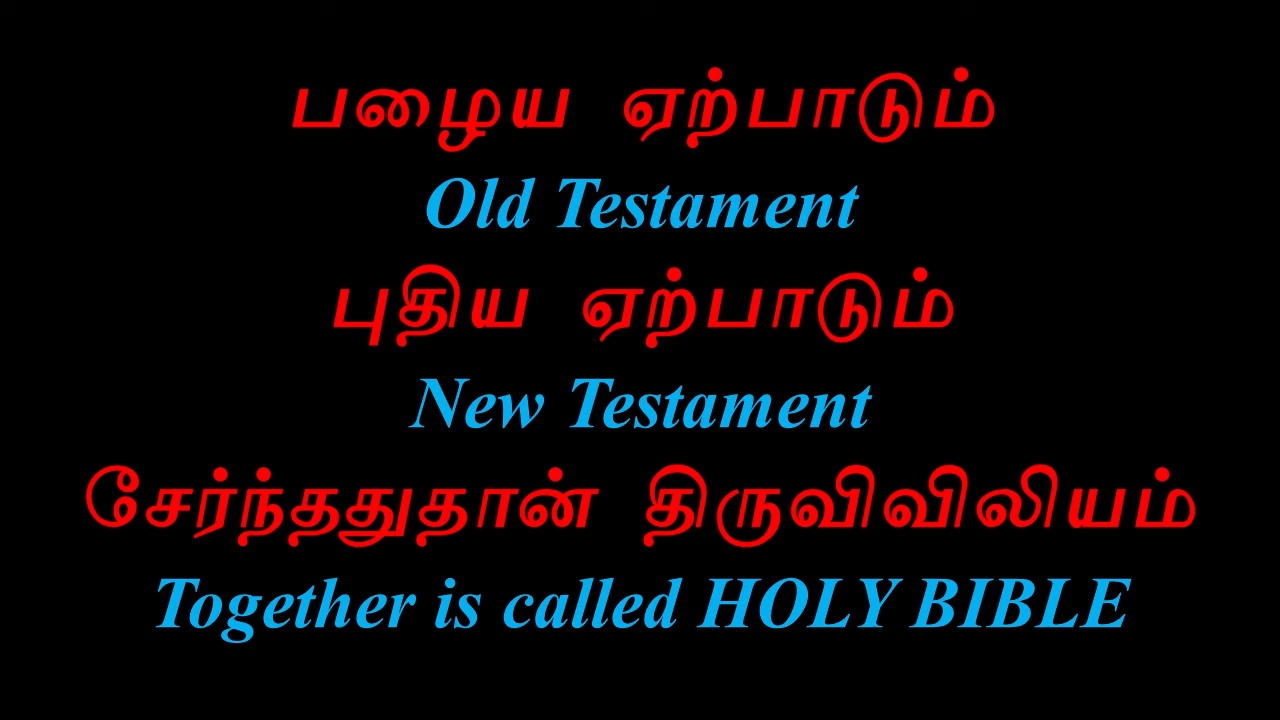 பழைய ஏற்பாடும்
Old Testament
புதிய ஏற்பாடும்
New Testament
சேர்ந்ததுதான் திருவிவிலியம்
Together is called HOLY BIBLE